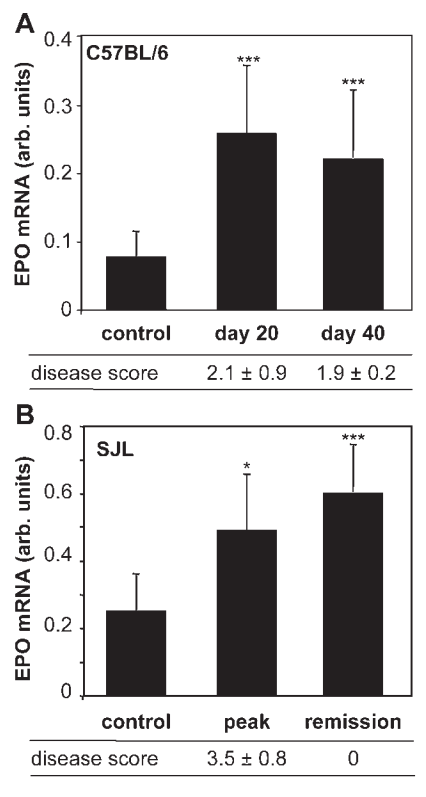 A
C57BL/6
EPO mRNA (arb. units)
0.4
0.3
0.2
0.1
0
***
***
control day 20 day 40
disease score 2.1 ± 0.9 1.9 ± 0.2
B
SJL
EPO mRNA (arb. units)
0.8
0.6
0.4
0.2
0
*
***
control peak remission
disease score 3.5 ± 0.8 0